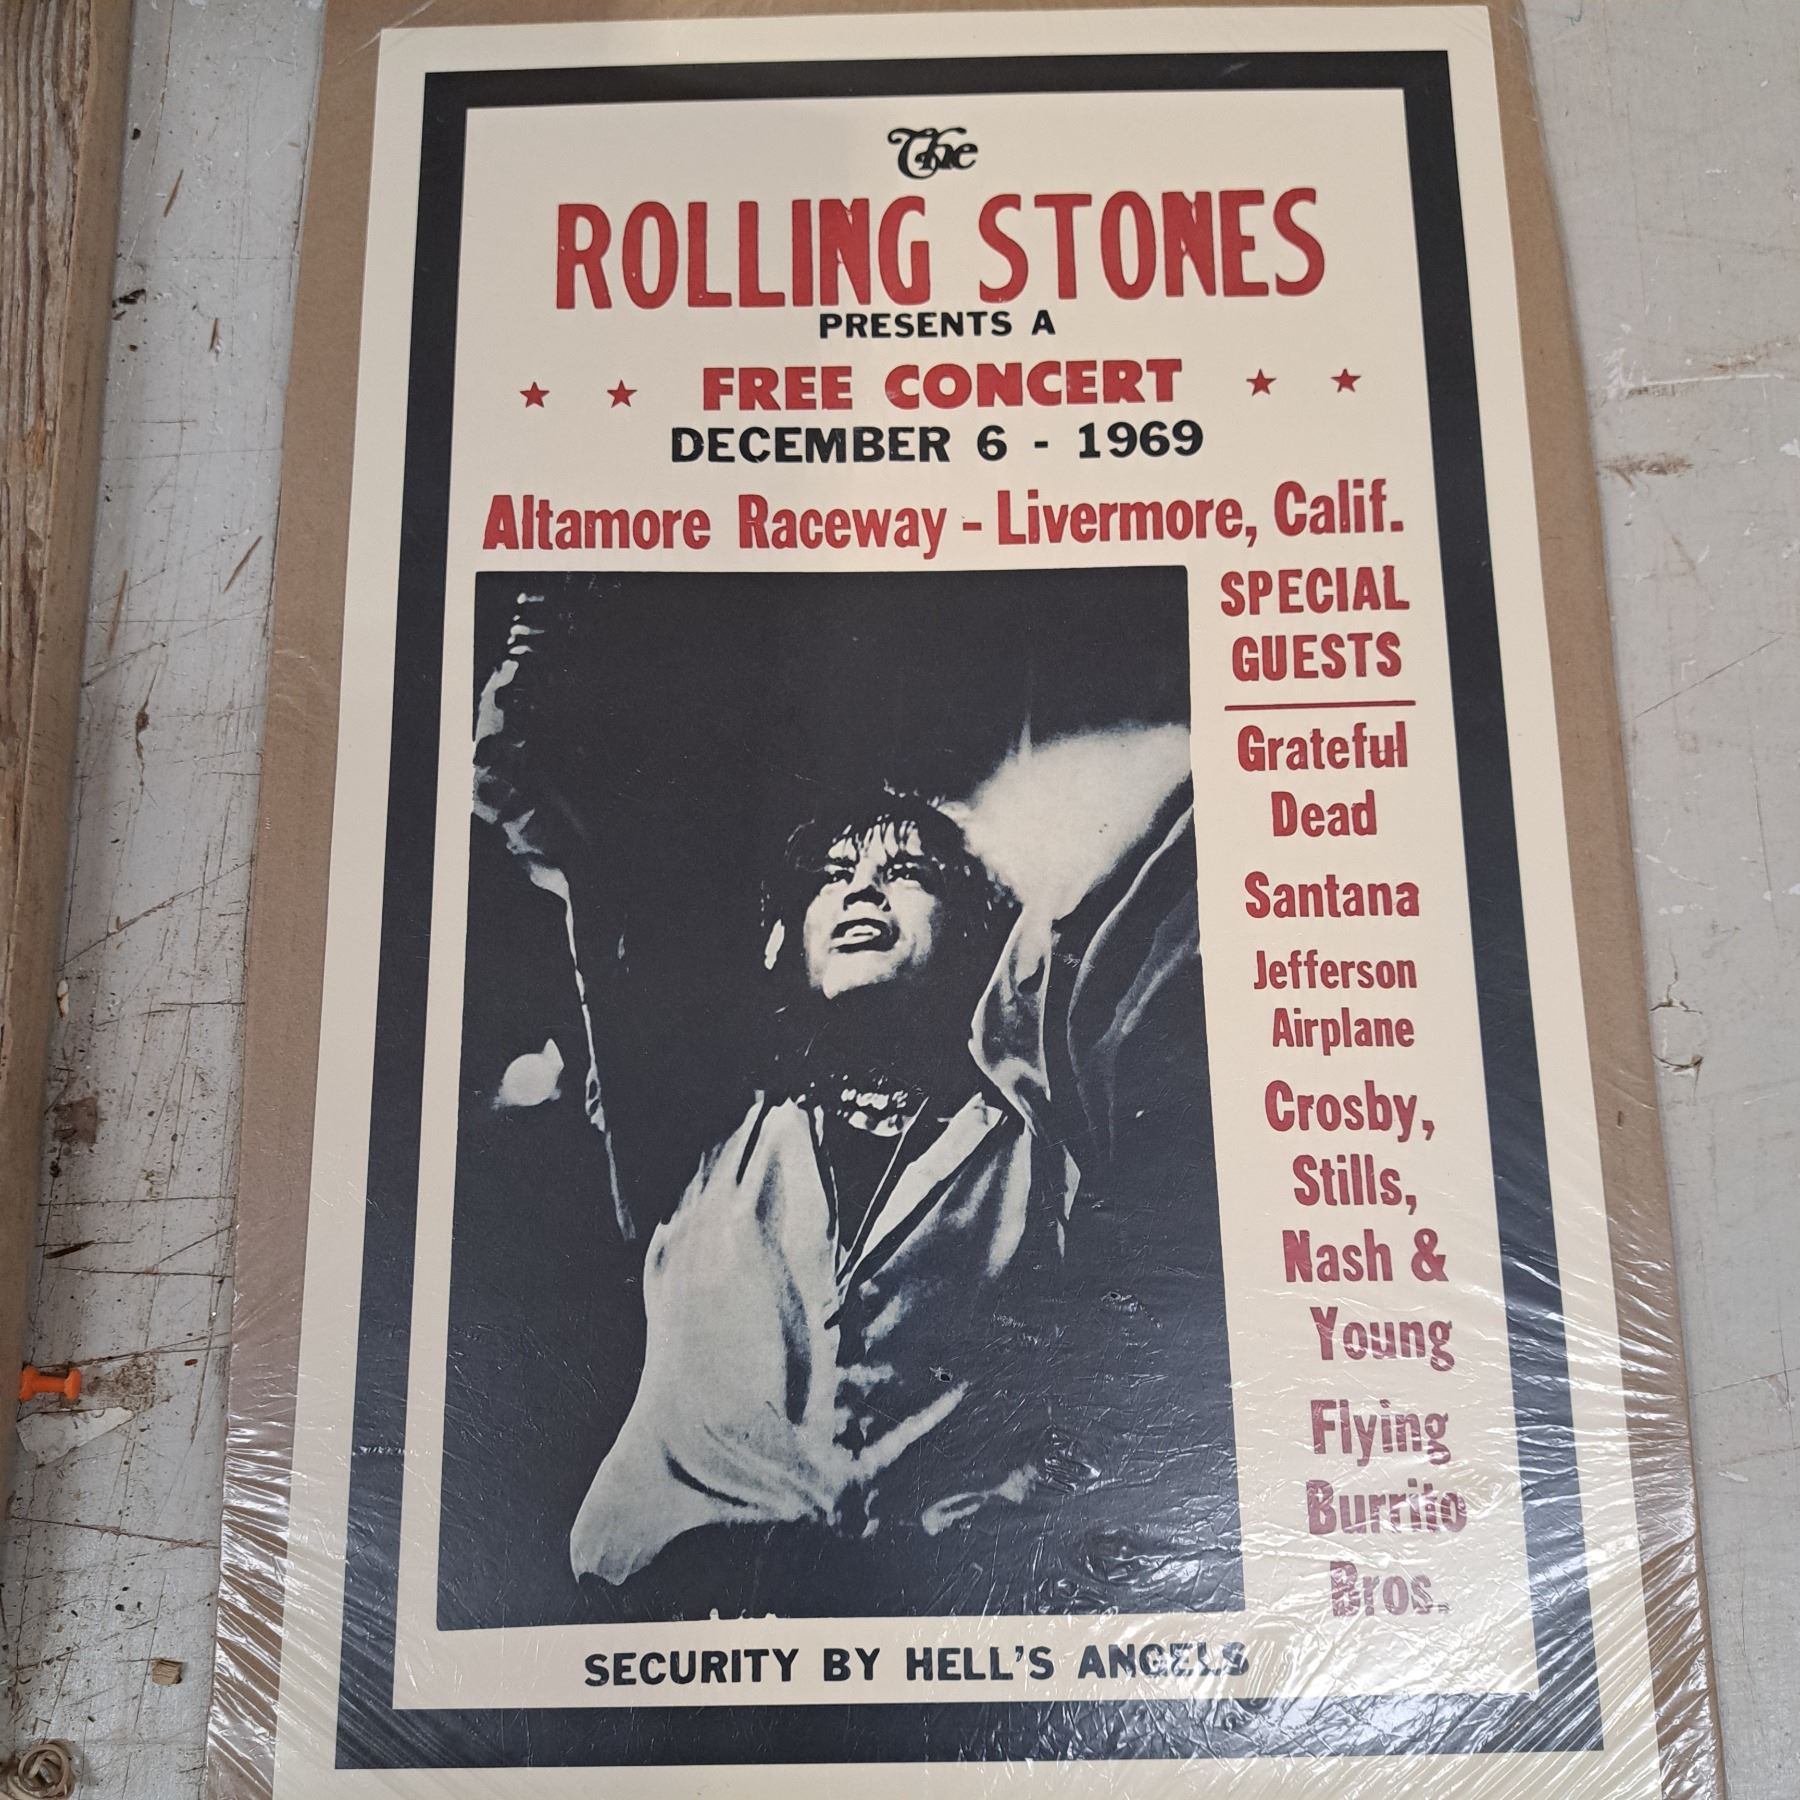 The
ROLLING STONES
PRESENTS A
FREE CONCERT
DECEMBER 6 - 1969
Altamore Raceway - Livermore, Calif.
SPECIAL
GUESTS
Grateful
Dead
Santana
Jefferson
Airplane
Crosby,
Stills,
Nash &
Young
Flying
Burrito
Bros.
SECURITY BY HELL'S ANGELS